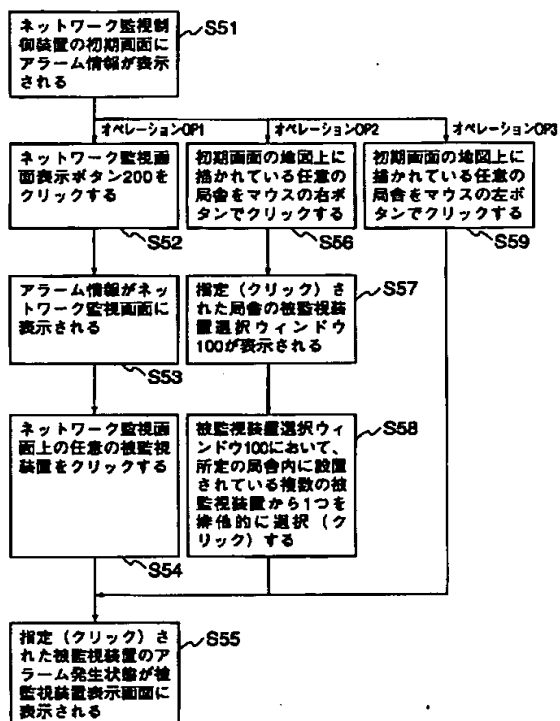 ネットワーク監視制
御装置の初期画面に
アラーム情報が表示
される
S51
オペレーションOP1
オペレーションOP2
オペレーションOP3
ネットワーク監視画
面表示ボタン200を
クリックする
S52
初期画面の地図上に
描かれている任意の
局舎をマウスの右ボ
タンでクリックする
S56
初期画面の地図上に
描かれている任意の
局舎をマウスの左ボ
タンでクリックする
S59
アラーム情報がネッ
トワーク監視画面に
表示される
S53
指定(クリック)さ
れた局舎の被監視装
置選択ウィンドウ
100が表示される
S57
ネットワーク監視画
面上の任意の被監視
装置をクリックする
S54
被監視装置選択ウィ
ンドウ100において、
所定の局舎内に設置
されている複数の被
監視装置から1つを
排他的に選択(ク
リック)する
S58
指定(クリック)さ
れた被監視装置のア
ラーム発生状態が被
監視装置表示画面に
表示される
S55